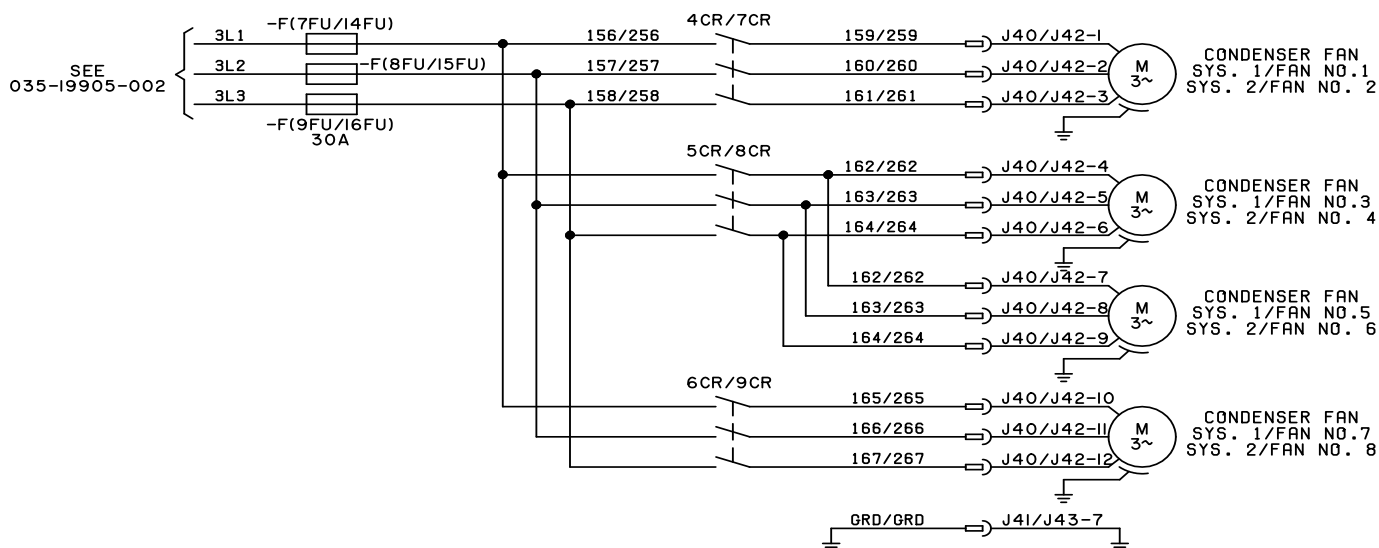 -F(7FU/14FU)
4CR/7CR
3L1
156/256
159/259
J40/J42-1
3L2
-F(8FU/15FU)
157/257
160/260
J40/J42-2
M
3~
CONDENSER FAN
SYS. 1/FAN NO.1
SYS. 2/FAN NO. 2
SEE
035-19905-002
3L3
158/258
161/261
J40/J42-3
-F(9FU/16FU)
30A
5CR/8CR
162/262
J40/J42-4
163/263
J40/J42-5
M
3~
CONDENSER FAN
SYS. 1/FAN NO.3
SYS. 2/FAN NO. 4
164/264
J40/J42-6
162/262
J40/J42-7
163/263
J40/J42-8
M
3~
CONDENSER FAN
SYS. 1/FAN NO.5
SYS. 2/FAN NO. 6
164/264
J40/J42-9
6CR/9CR
165/265
J40/J42-10
166/266
J40/J42-11
M
3~
CONDENSER FAN
SYS. 1/FAN NO.7
SYS. 2/FAN NO. 8
167/267
J40/J42-12
GRD/GRD
J41/J43-7